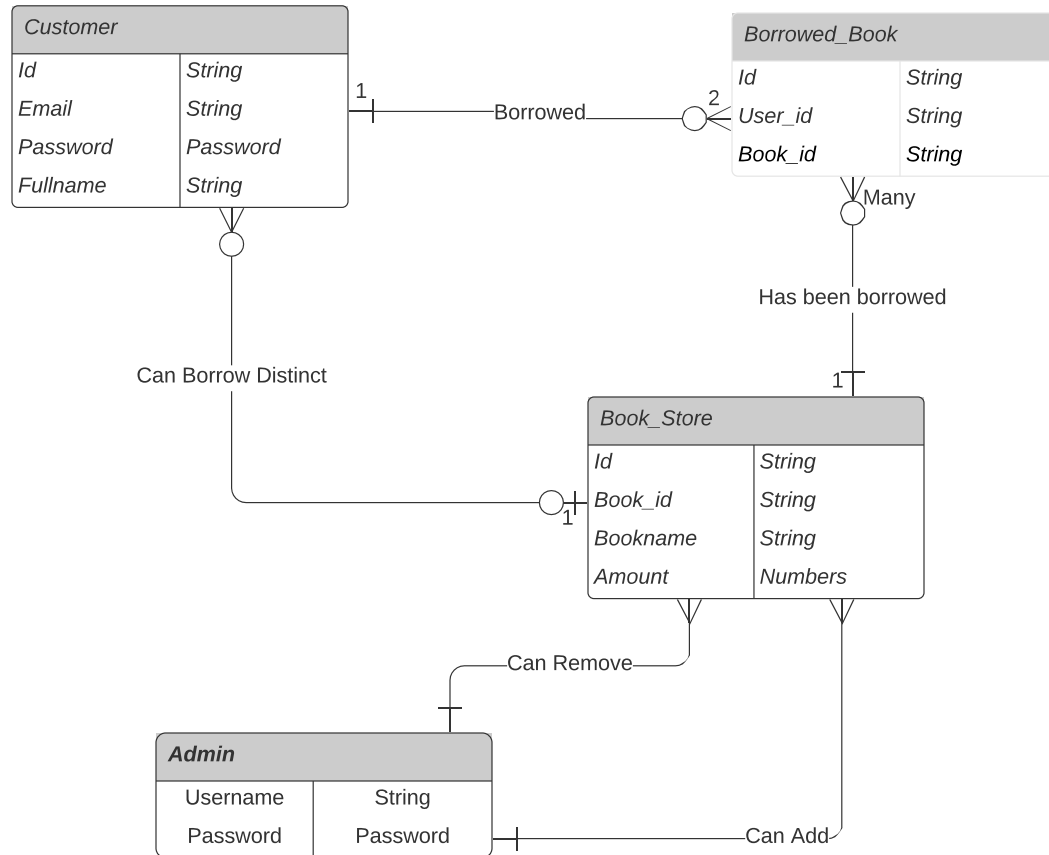 Customer
Id String
Email String
Password Password
Fullname String
Borrowed_Book
Id String
User_id String
Book_id String
1 Borrowed 2
Many
Has been borrowed
1
Can Borrow Distinct
1
Book_Store
Id String
Book_id String
Bookname String
Amount Numbers
Can Remove
Admin
Username String
Password Password
Can Add